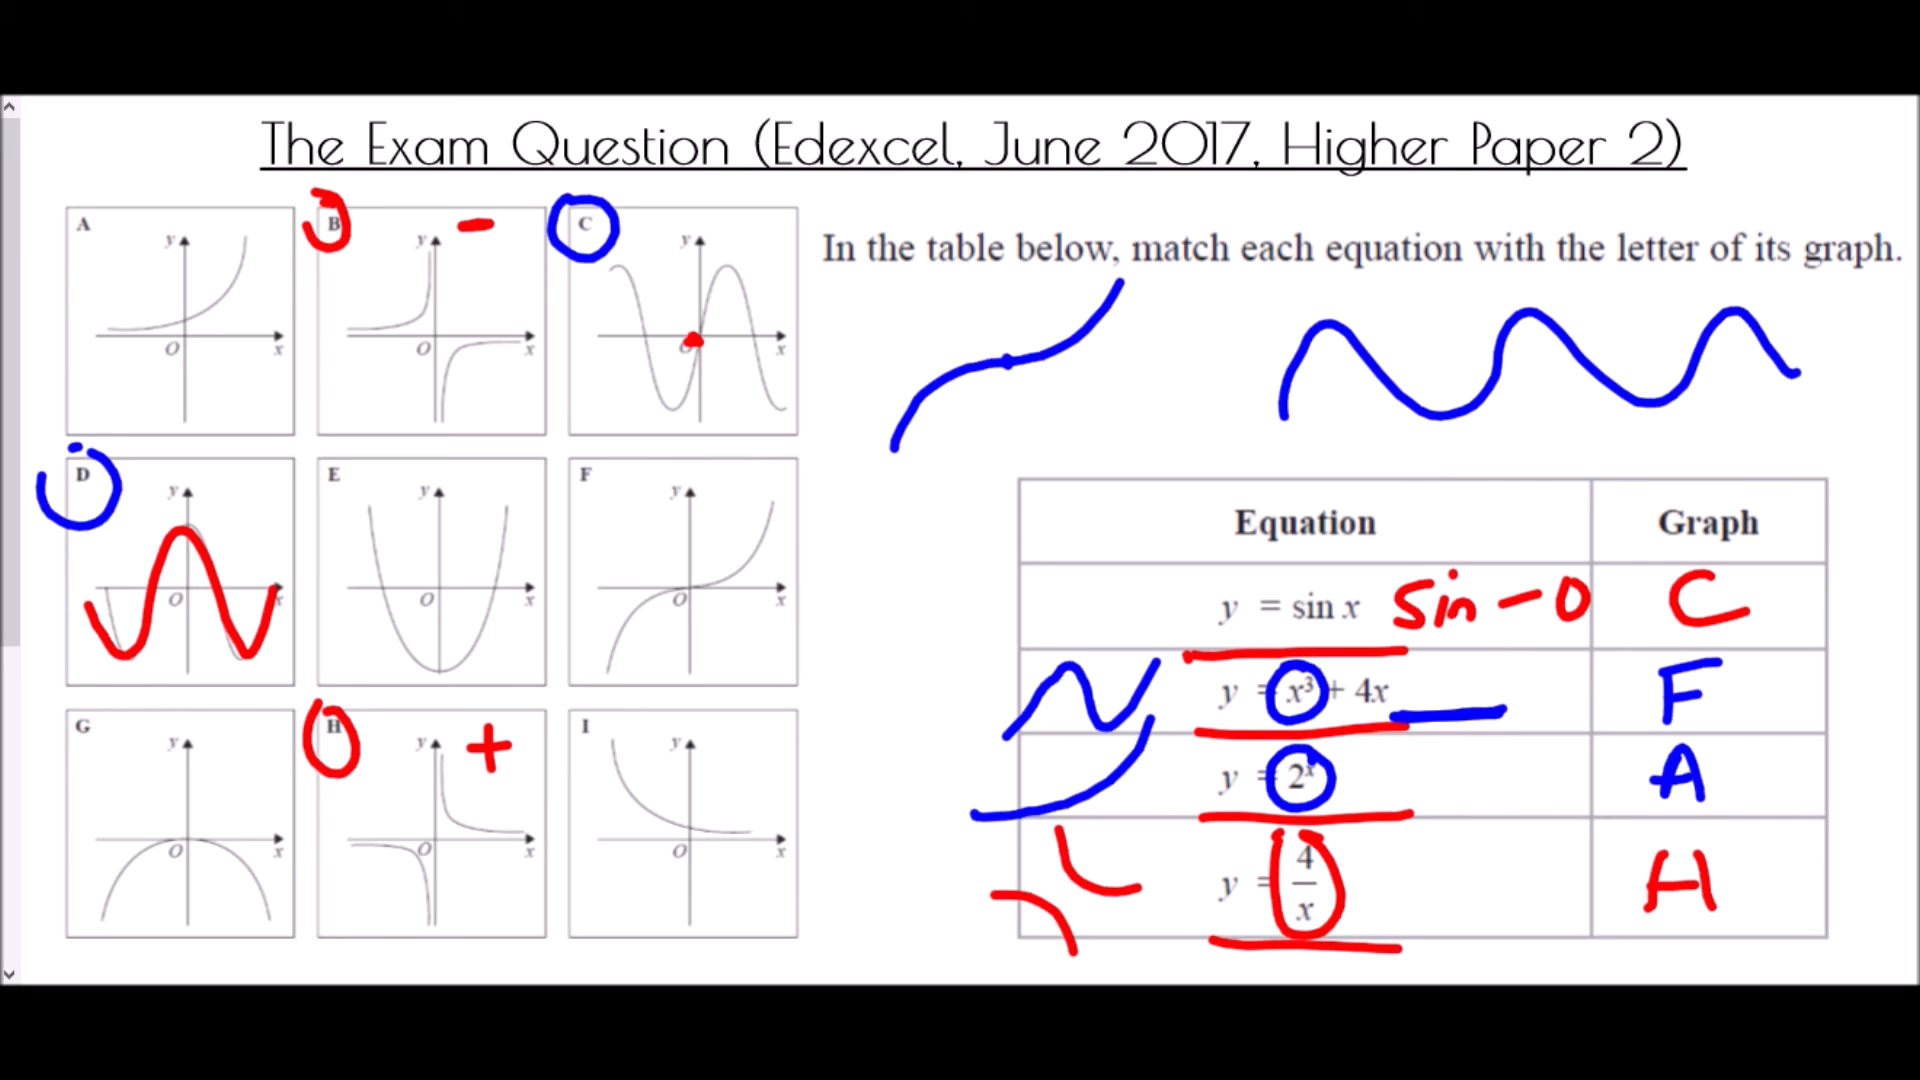 The Exam Question (Edexcel, June 2017, Higher Paper 2)
A
y
O
x
B
y
O
x
-
C
y
O
x
In the table below, match each equation with the letter of its graph.
D
y
O
x
E
y
O
x
F
y
O
x
G
y
O
x
H
y
O
x
+
I
y
O
x
Equation Graph
y = sin x sin - 0 C
y = x³ + 4x F
y = 2ˣ A
y = 4/x H